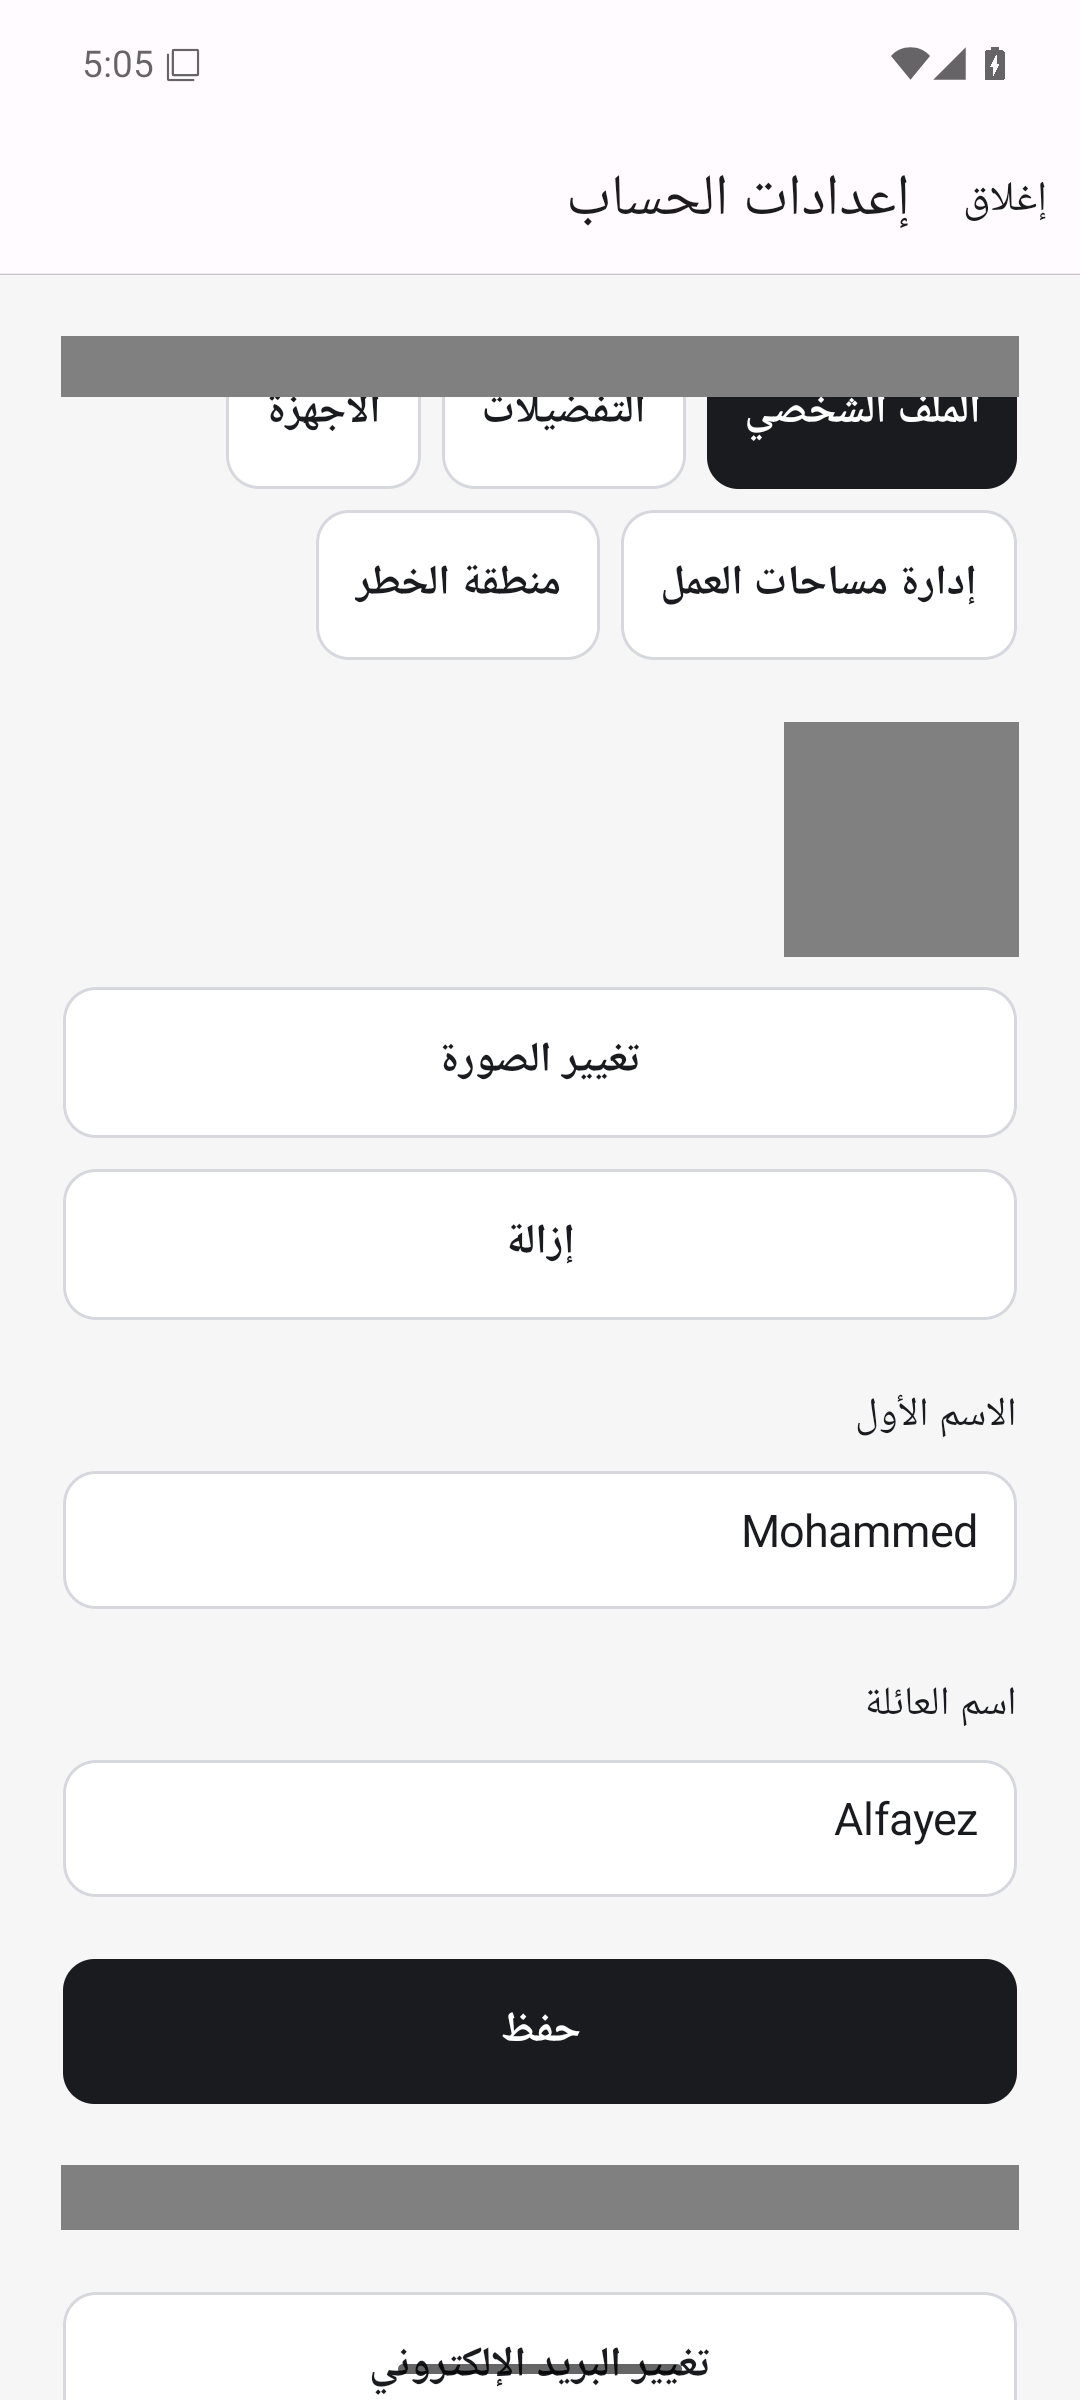 5:05
إغلاق إعدادات الحساب
الملف الشخصي التفضيلات الأجهزة
إدارة مساحات العمل منطقة الخطر
تغيير الصورة
إزالة
الاسم الأول
Mohammed
اسم العائلة
Alfayez
حفظ
تغيير البريد الإلكتروني